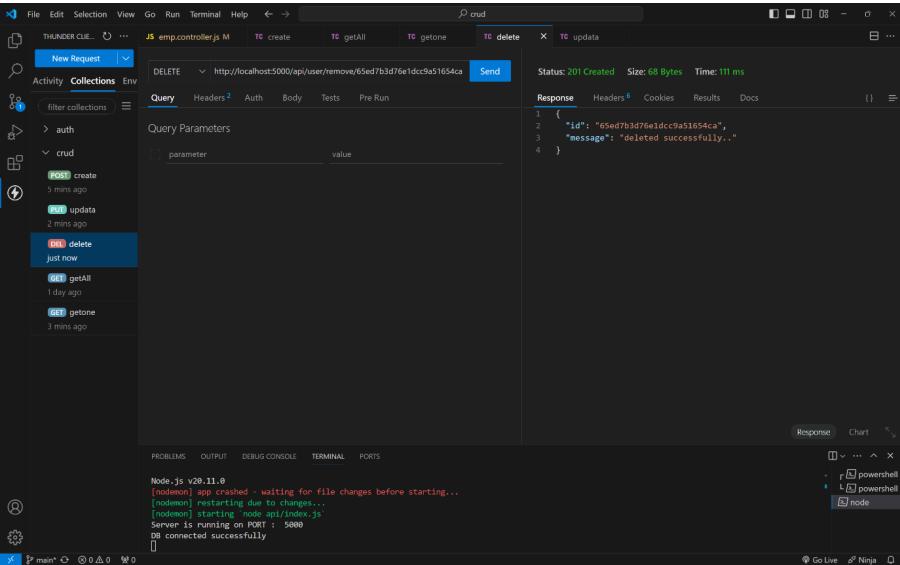 File Edit Selection View Go Run Terminal Help
crud
THUNDER CLIE...
JS emp.controller.js M
TC create
TC getAll
TC getone
TC delete
TC updata
New Request
Activity Collections Env
filter collections
auth
crud
POST create
5 mins ago
PUT updata
2 mins ago
DEL delete
just now
GET getAll
1 day ago
GET getone
3 mins ago
DELETE
http://localhost:5000/api/user/remove/65ed7b3d76e1dcc9a51654ca
Send
Query Headers 2 Auth Body Tests Pre Run
Query Parameters
parameter value
Status: 201 Created Size: 68 Bytes Time: 111 ms
Response Headers 6 Cookies Results Docs
{ }
1 {
2 "id": "65ed7b3d76e1dcc9a51654ca",
3 "message": "deleted successfully.."
4 }
Response Chart
PROBLEMS OUTPUT DEBUG CONSOLE TERMINAL PORTS
Node.js v20.11.0
[nodemon] app crashed - waiting for file changes before starting...
[nodemon] restarting due to changes...
[nodemon] starting `node api/index.js`
Server is running on PORT : 5000
DB connected successfully
powershell
powershell
node
1
main* 0 0 0
Go Live Ninja